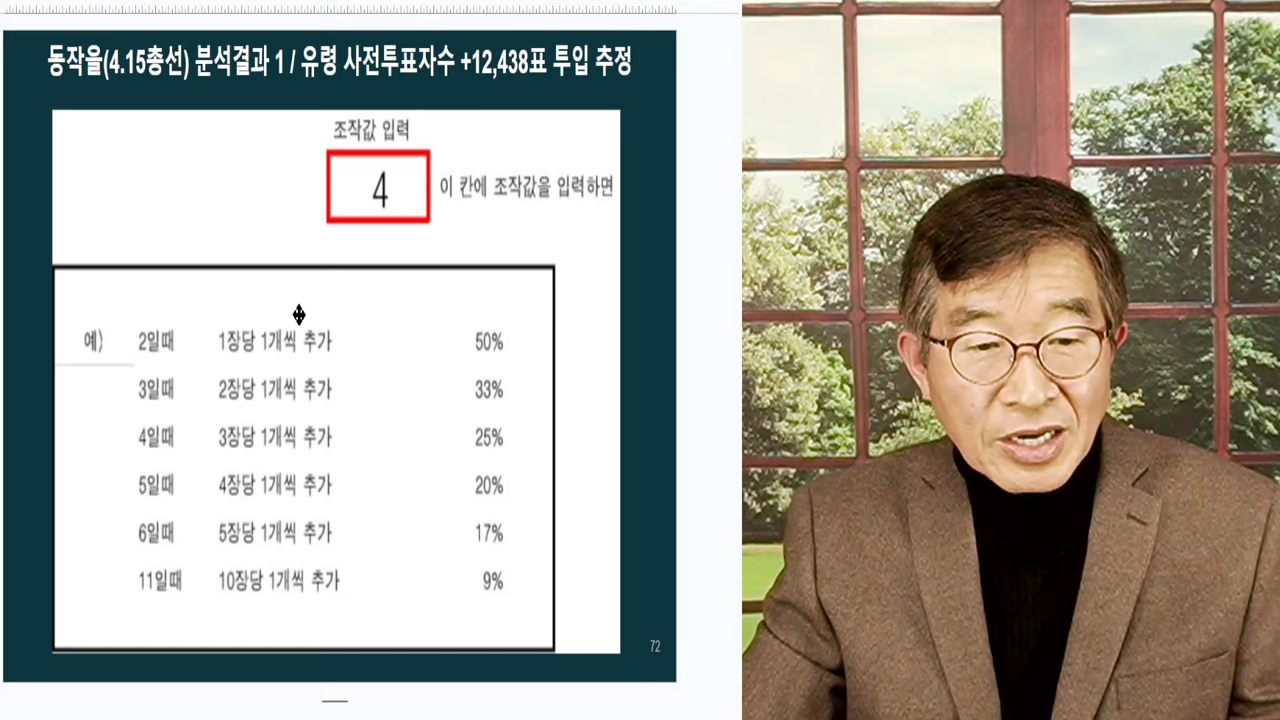 동작을(4.15총선) 분석결과 1 / 유령 사전투표자수 +12,438표 투입 추정
조작값 입력
4 이 칸에 조작값을 입력하면
예) 2일때 1장당 1개씩 추가 50%
3일때 2장당 1개씩 추가 33%
4일때 3장당 1개씩 추가 25%
5일때 4장당 1개씩 추가 20%
6일때 5장당 1개씩 추가 17%
11일때 10장당 1개씩 추가 9%
72